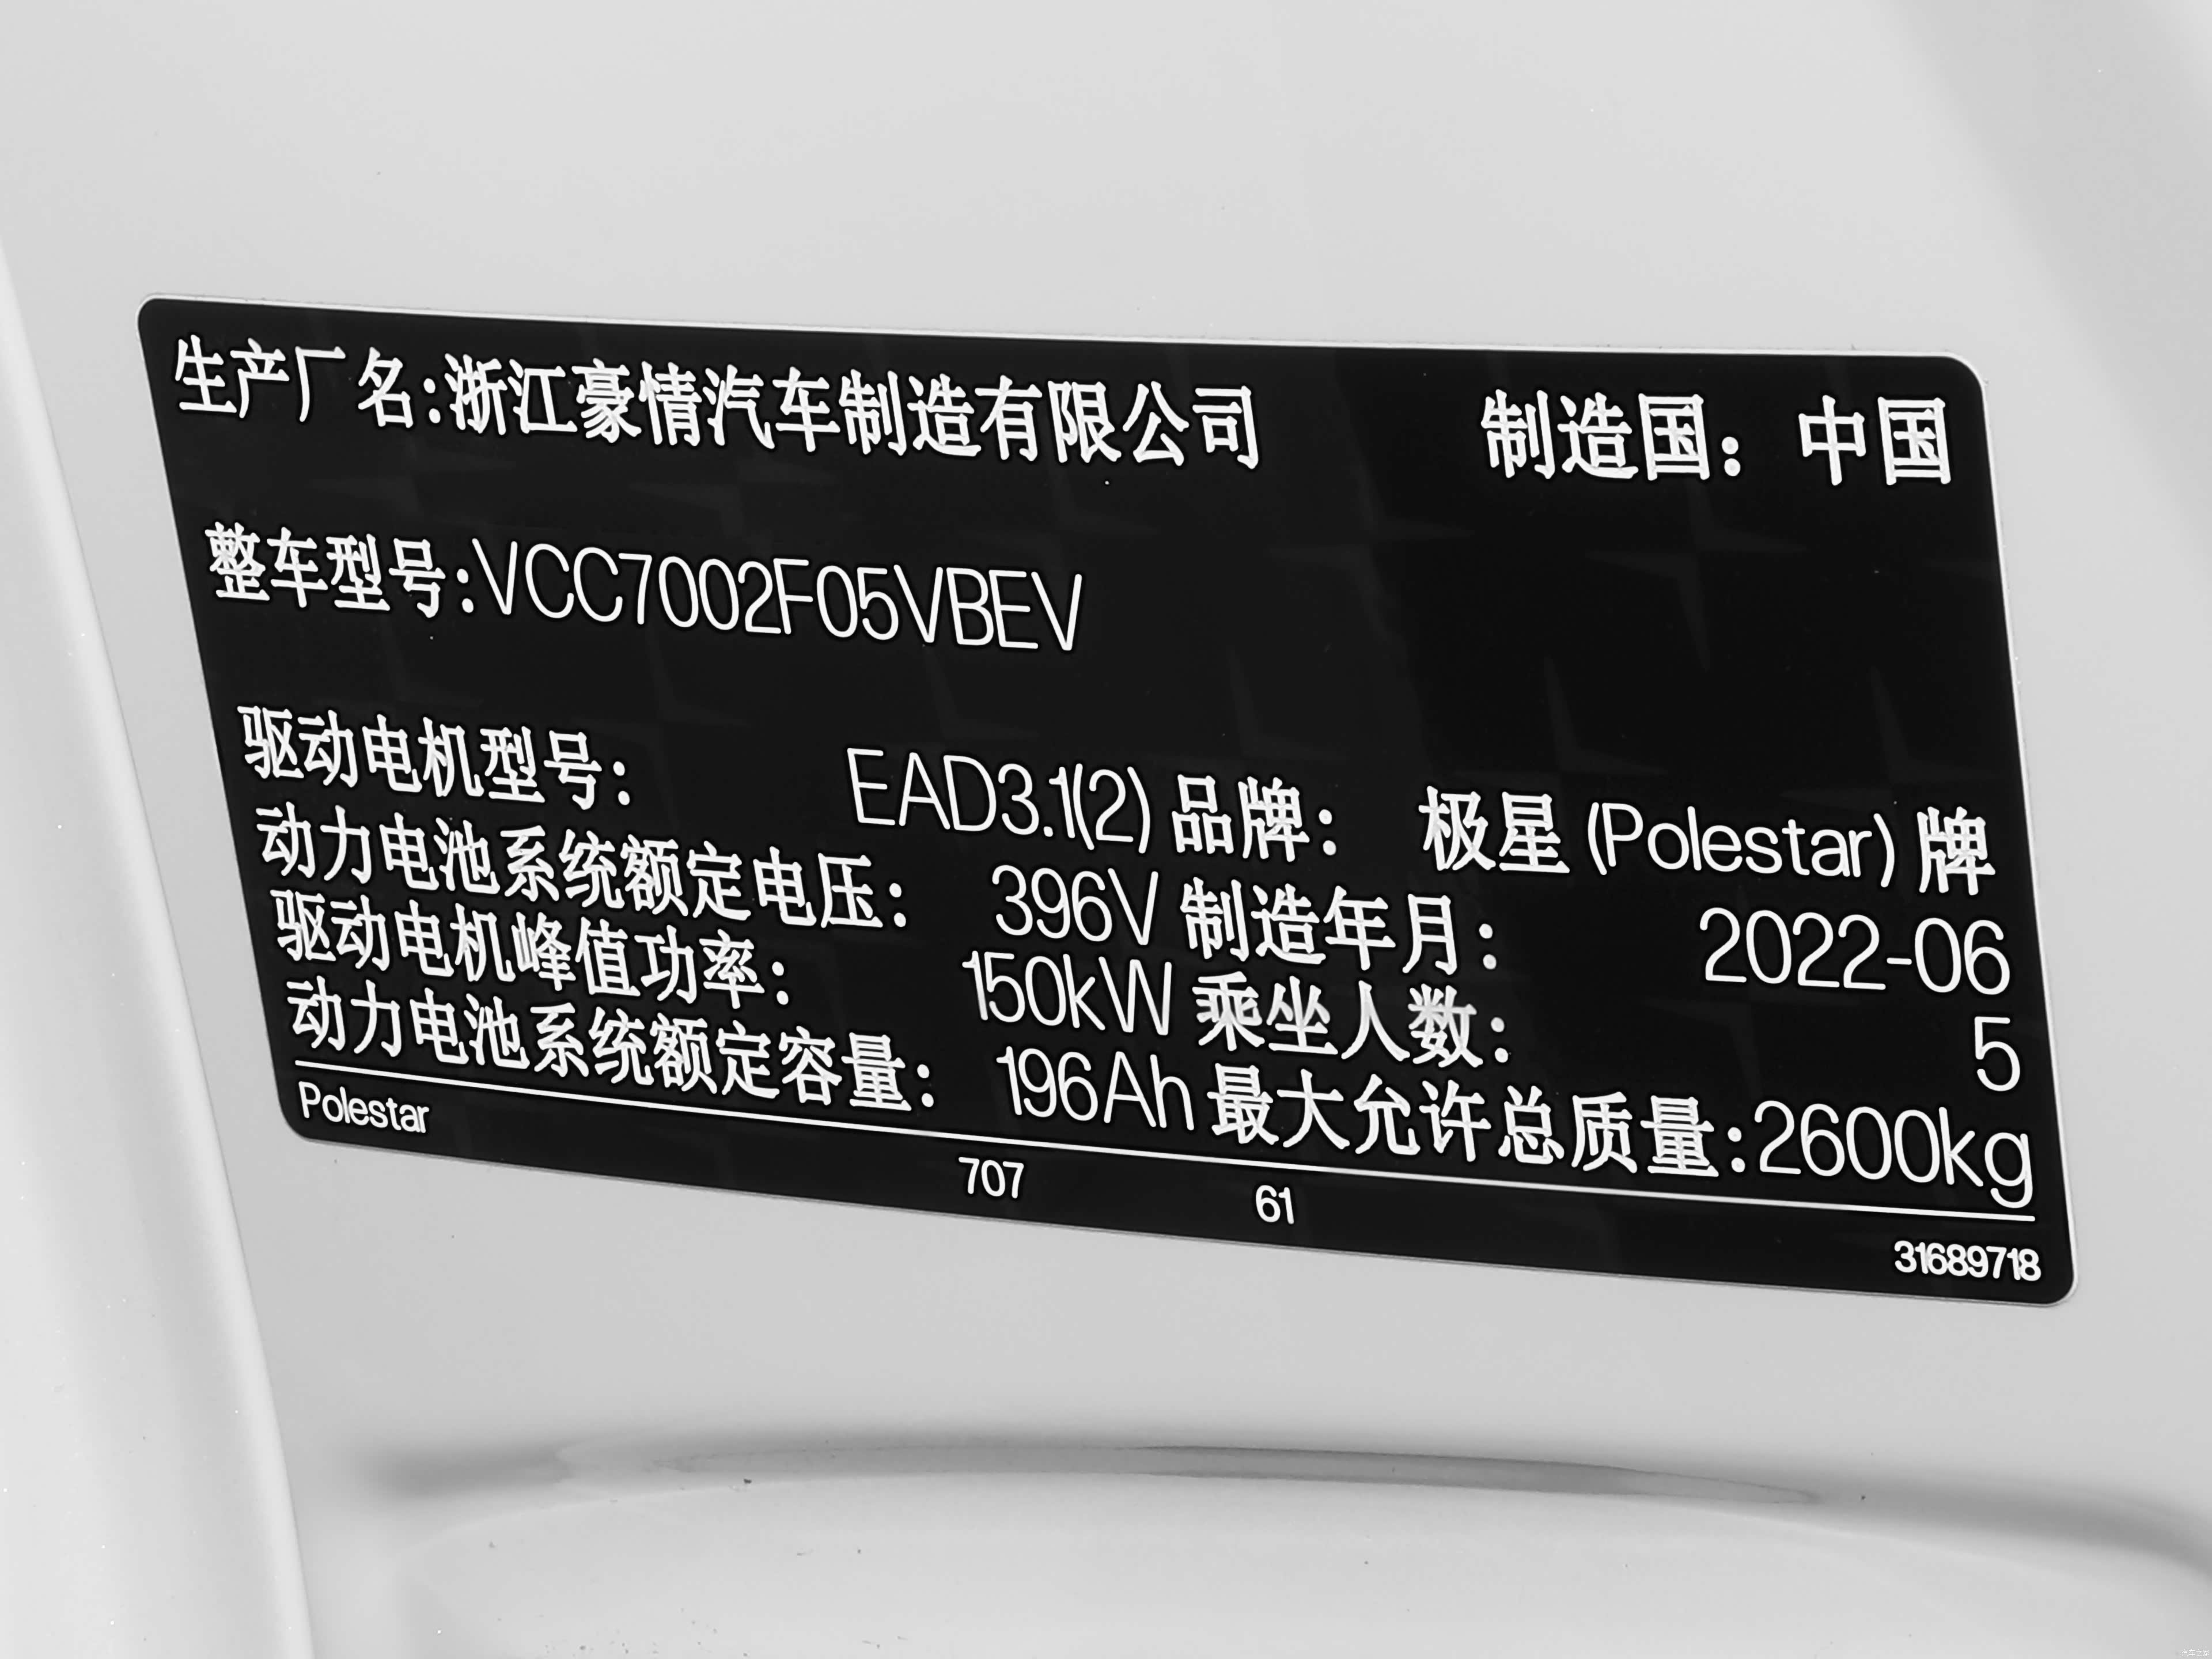 生产厂名:浙江豪情汽车制造有限公司 制造国: 中国
整车型号:VCC7002F05VBEV
驱动电机型号: EAD3.1(2) 品牌: 极星(Polestar)牌
动力电池系统额定电压: 396V 制造年月: 2022-06
驱动电机峰值功率: 150kW 乘坐人数: 5
动力电池系统额定容量: 196Ah 最大允许总质量:2600kg
Polestar 707 61 31689718
汽车之家